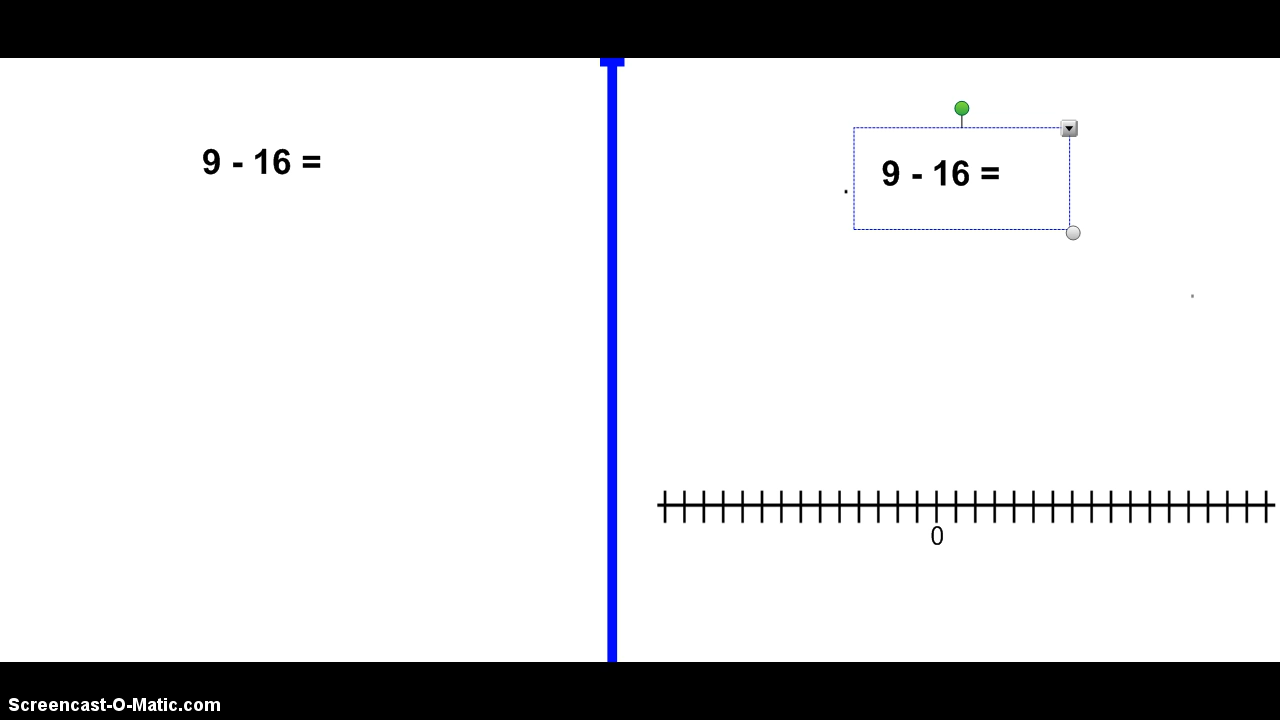 9 - 16 =
9 - 16 =
0
Screencast-O-Matic.com